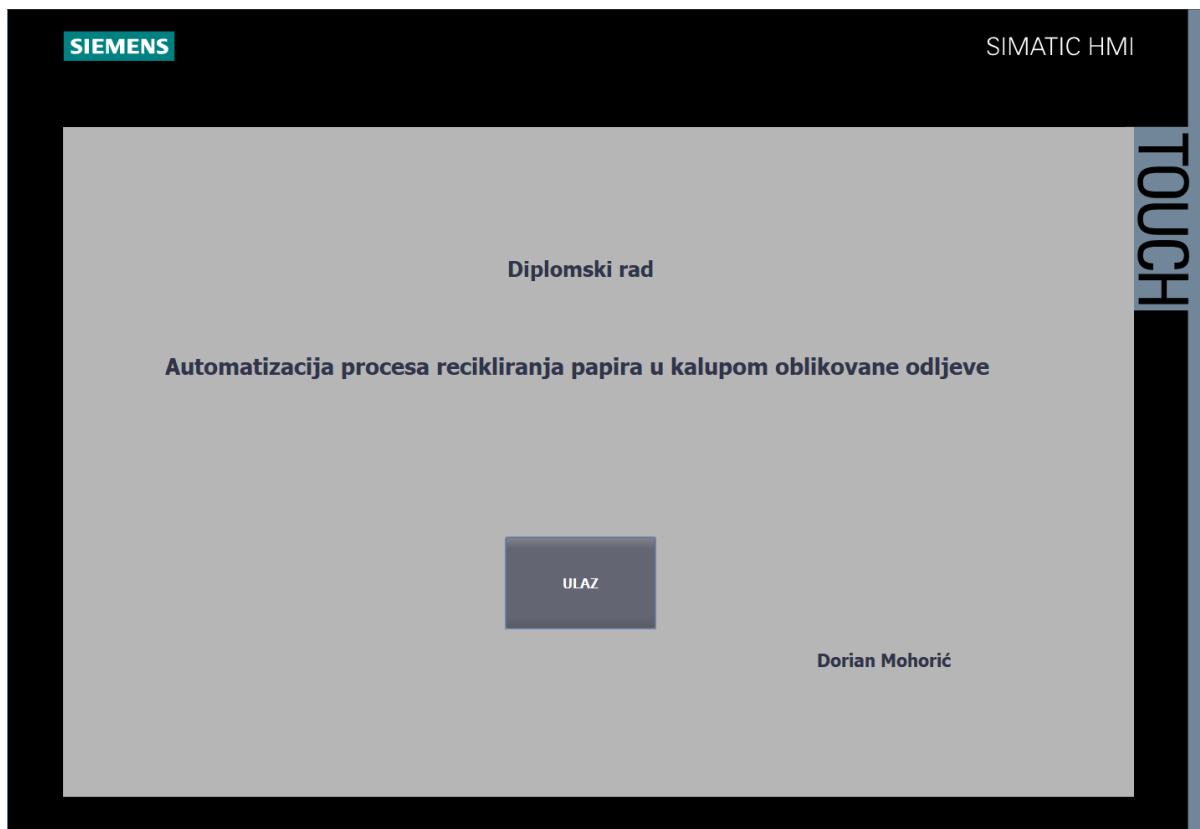 SIEMENS
SIMATIC HMI
TOUCH
Diplomski rad
Automatizacija procesa recikliranja papira u kalupom oblikovane odljeve
ULAZ
Dorian Mohorić